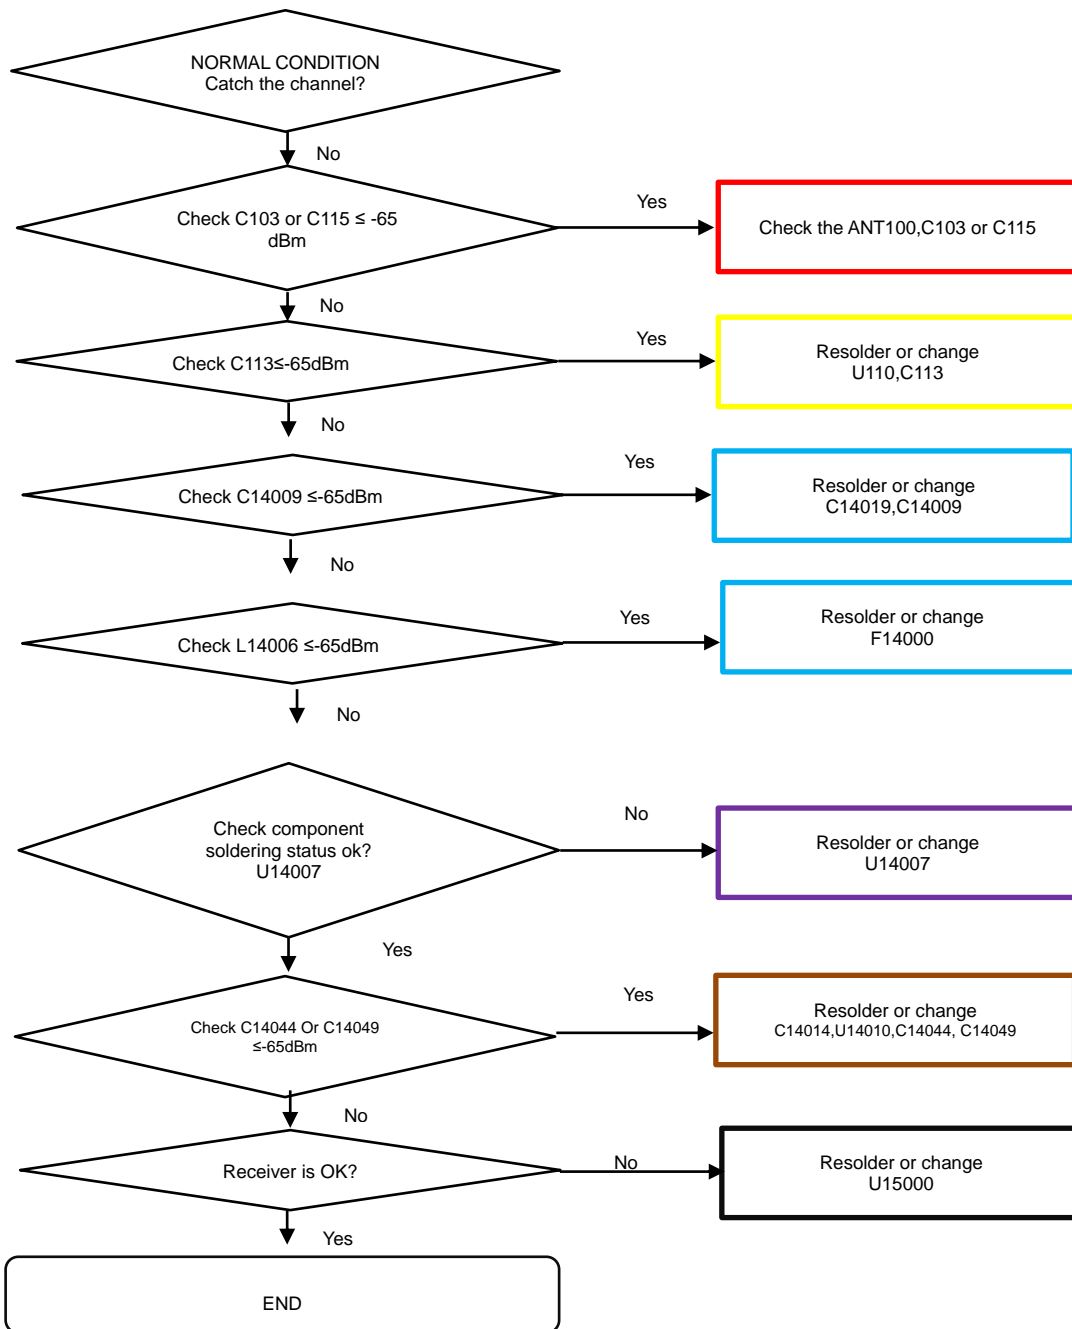 NORMAL CONDITION
Catch the channel?
No
Check C103 or C115 ≤ -65
dBm
Yes
Check the ANT100,C103 or C115
No
Check C113≤-65dBm
Yes
Resolder or change
U110,C113
No
Check C14009 ≤-65dBm
Yes
Resolder or change
C14019,C14009
No
Check L14006 ≤-65dBm
Yes
Resolder or change
F14000
No
Check component
soldering status ok?
U14007
No
Resolder or change
U14007
Yes
Check C14044 Or C14049
≤-65dBm
Yes
Resolder or change
C14014,U14010,C14044, C14049
No
Receiver is OK?
No
Resolder or change
U15000
Yes
END